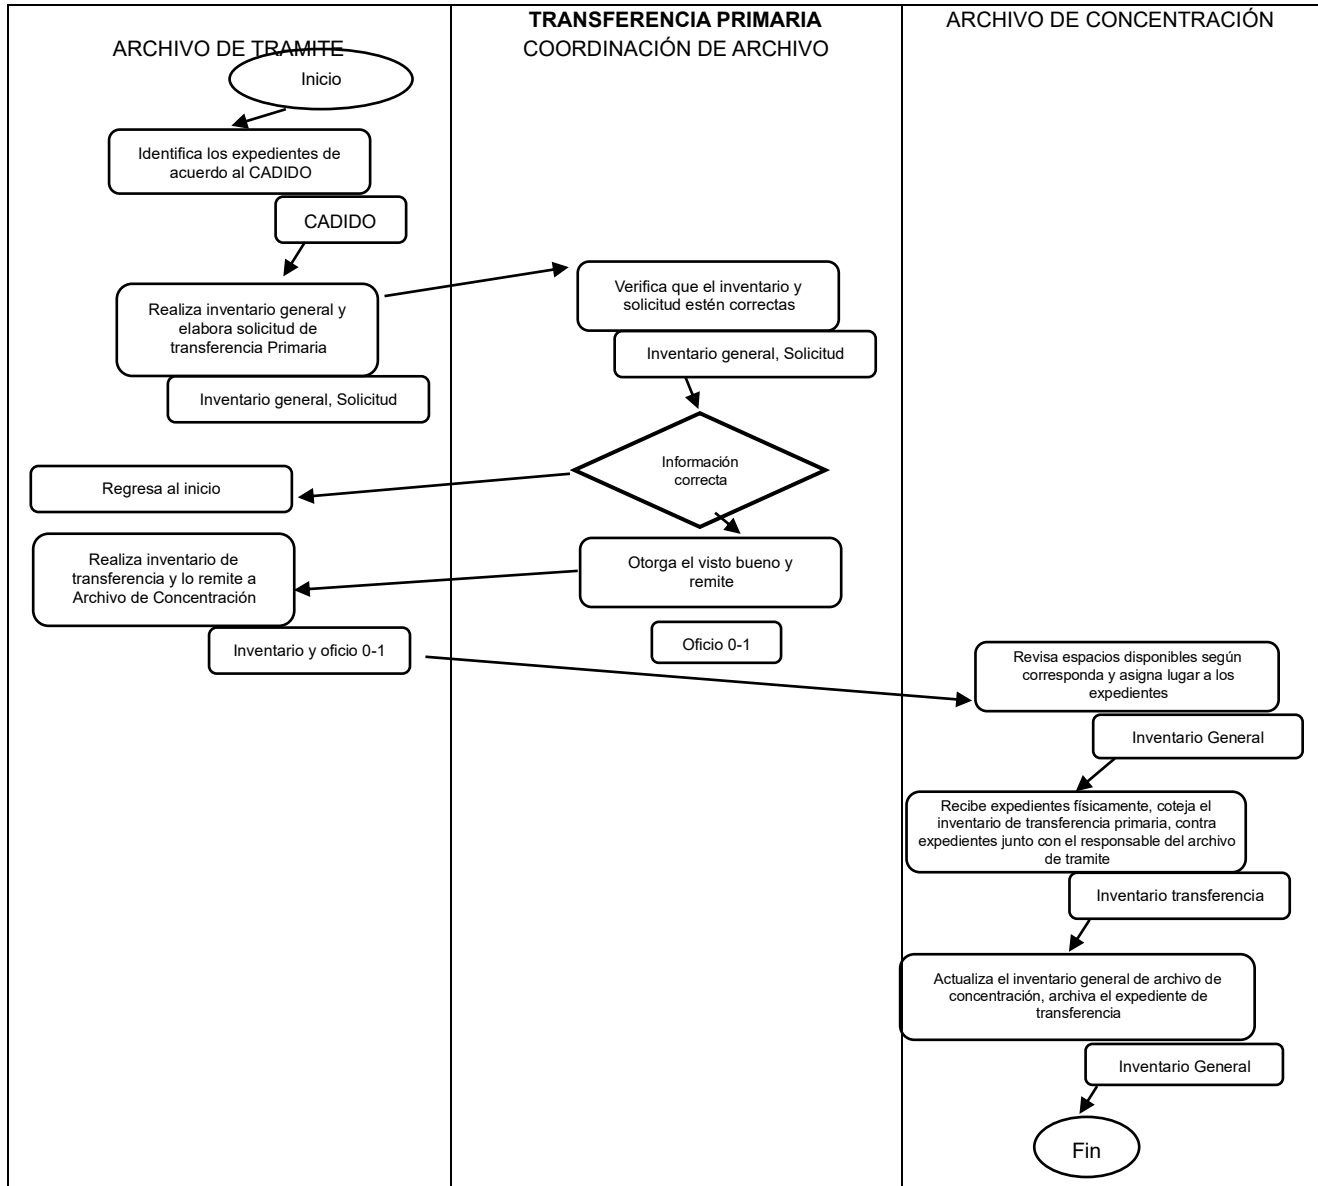 TRANSFERENCIA PRIMARIA
ARCHIVO DE TRAMITE
COORDINACIÓN DE ARCHIVO
ARCHIVO DE CONCENTRACIÓN
Inicio
Identifica los expedientes de
acuerdo al CADIDO
CADIDO
Realiza inventario general y
elabora solicitud de
transferencia Primaria
Inventario general, Solicitud
Verifica que el inventario y
solicitud estén correctas
Inventario general, Solicitud
Información
correcta
Regresa al inicio
Otorga el visto bueno y
remite
Oficio 0-1
Realiza inventario de
transferencia y lo remite a
Archivo de Concentración
Inventario y oficio 0-1
Revisa espacios disponibles según
corresponda y asigna lugar a los
expedientes
Inventario General
Recibe expedientes físicamente, coteja el
inventario de transferencia primaria, contra
expedientes junto con el responsable del archivo
de tramite
Inventario transferencia
Actualiza el inventario general de archivo de
concentración, archiva el expediente de
transferencia
Inventario General
Fin